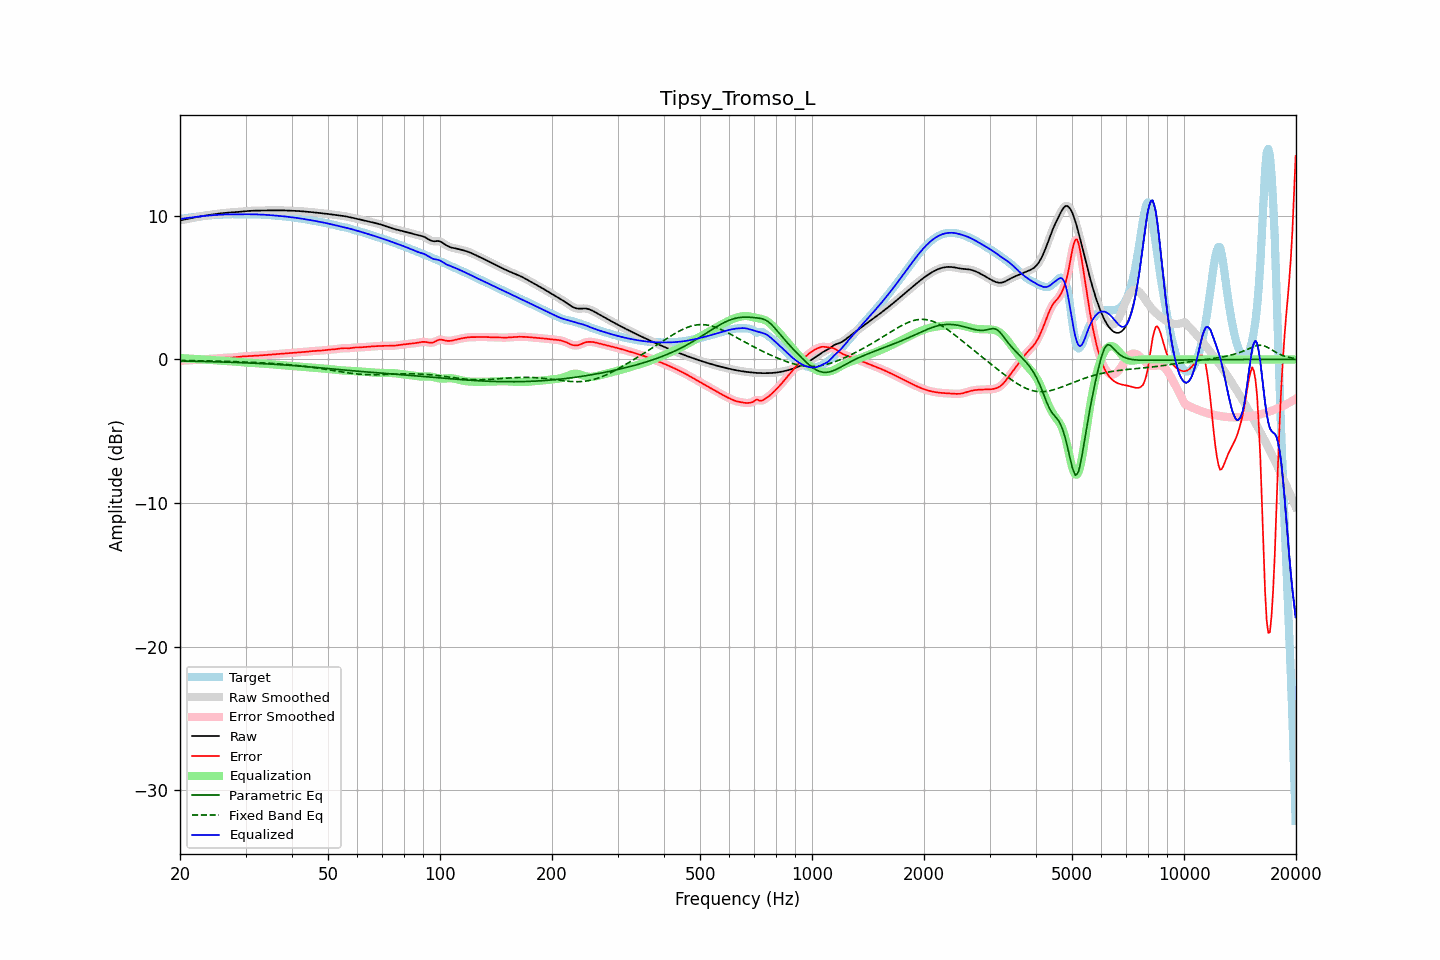 Tipsy_Tromso_L
Amplitude (dBr)
10
0
−10
−20
−30
Target
Raw Smoothed
Error Smoothed
Raw
Error
Equalization
Parametric Eq
Fixed Band Eq
Equalized
20 50 100 200 500 1000 2000 5000 10000 20000
Frequency (Hz)